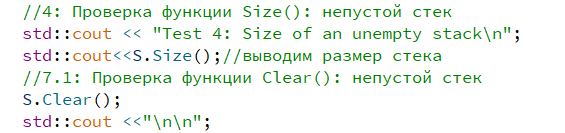 //4: Проверка функции Size(): непустой стек
std::cout << "Test 4: Size of an unempty stack\n";
std::cout<<S.Size();//выводим размер стека
//7.1: Проверка функции Clear(): непустой стек
S.Clear();
std::cout <<"\n\n";